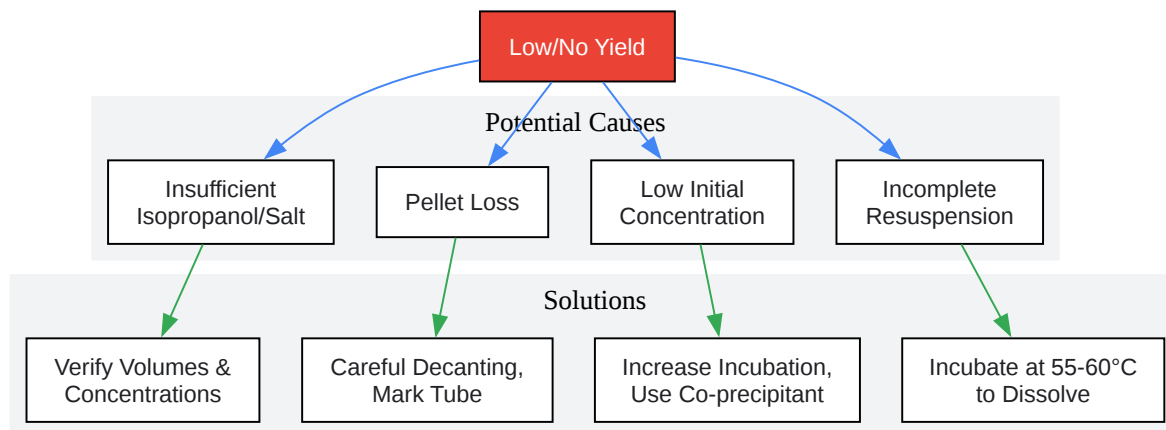 Low/No Yield
Potential Causes
Insufficient
Isopropanol/Salt
Pellet Loss
Low Initial
Concentration
Incomplete
Resuspension
Solutions
Verify Volumes &
Concentrations
Careful Decanting,
Mark Tube
Increase Incubation,
Use Co-precipitant
Incubate at 55-60°C
to Dissolve